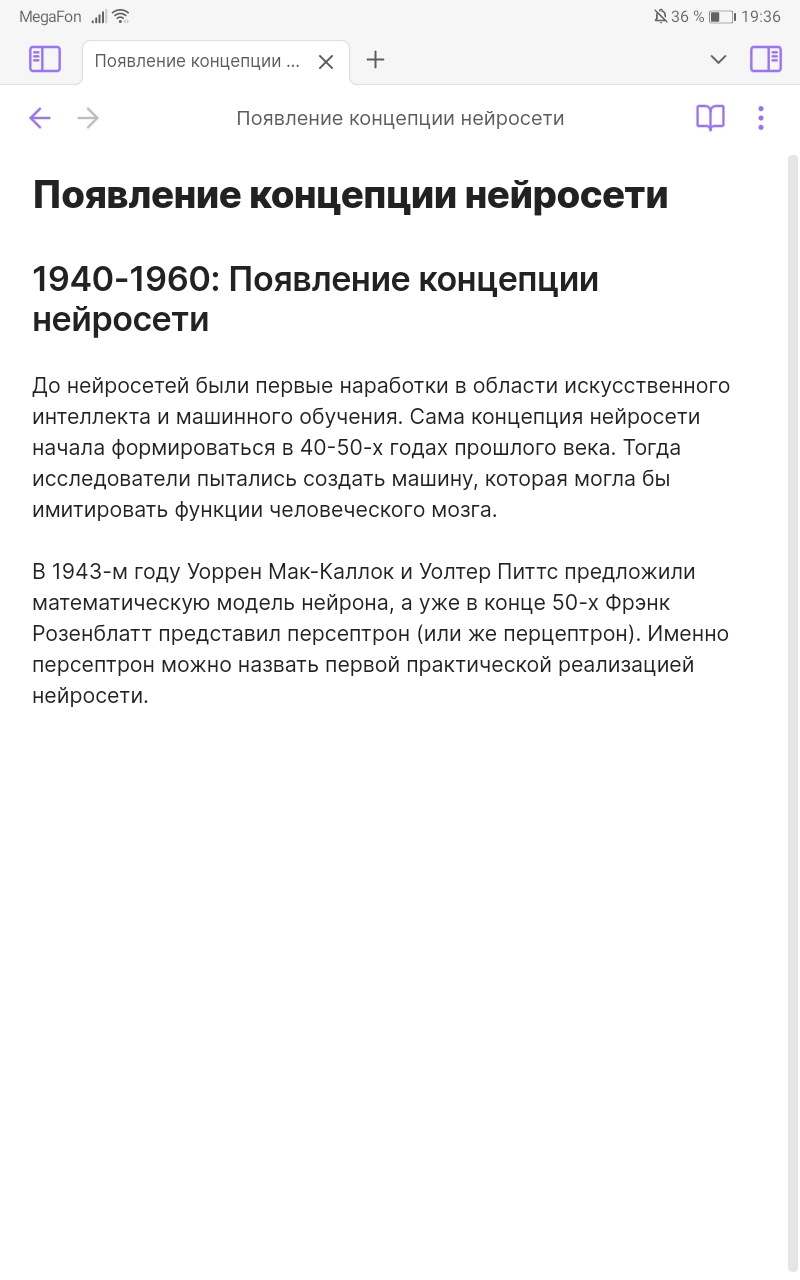 MegaFon 36 % 19:36
Появление концепции ...
Появление концепции нейросети
Появление концепции нейросети
1940-1960: Появление концепции
нейросети
До нейросетей были первые наработки в области искусственного
интеллекта и машинного обучения. Сама концепция нейросети
начала формироваться в 40-50-х годах прошлого века. Тогда
исследователи пытались создать машину, которая могла бы
имитировать функции человеческого мозга.
В 1943-м году Уоррен Мак-Каллок и Уолтер Питтс предложили
математическую модель нейрона, а уже в конце 50-х Фрэнк
Розенблатт представил персептрон (или же перцептрон). Именно
персептрон можно назвать первой практической реализацией
нейросети.